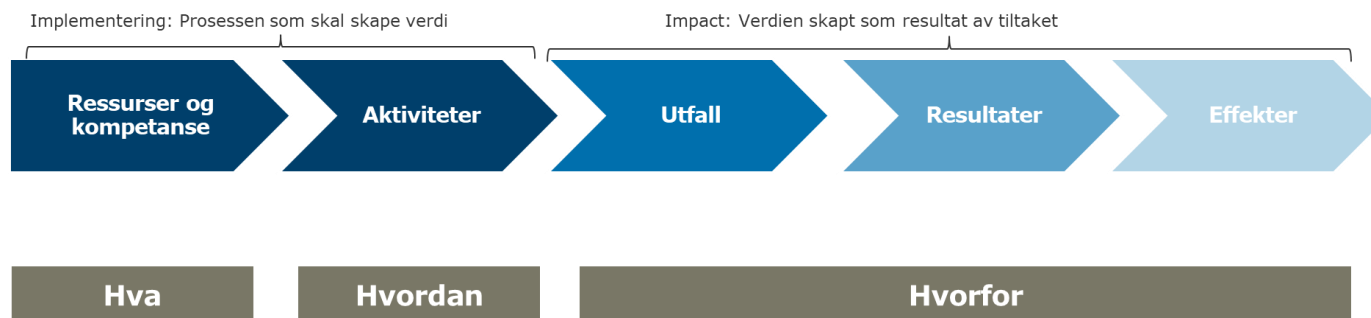 Implementering: Prosessen som skal skape verdi
Impact: Verdien skapt som resultat av tiltaket
Ressurser og
kompetanse
Aktiviteter
Utfall
Resultater
Effekter
Hva
Hvordan
Hvorfor